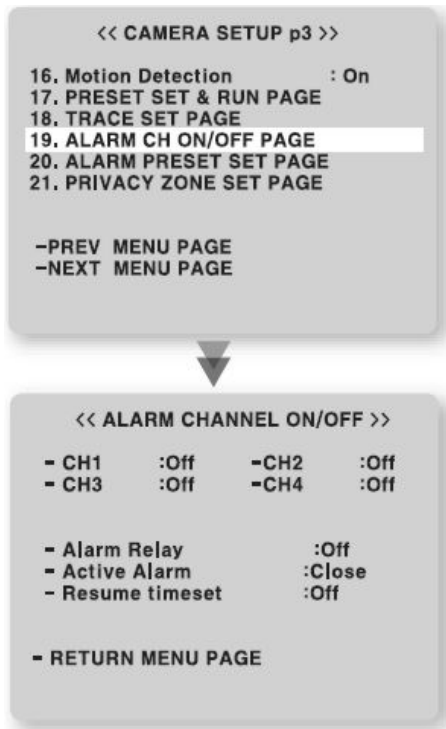 << CAMERA SETUP p3 >>
16. Motion Detection : On
17. PRESET SET & RUN PAGE
18. TRACE SET PAGE
19. ALARM CH ON/OFF PAGE
20. ALARM PRESET SET PAGE
21. PRIVACY ZONE SET PAGE
-PREV MENU PAGE
-NEXT MENU PAGE
<< ALARM CHANNEL ON/OFF >>
- CH1 :Off -CH2 :Off
- CH3 :Off -CH4 :Off
- Alarm Relay :Off
- Active Alarm :Close
- Resume timeset :Off
- RETURN MENU PAGE